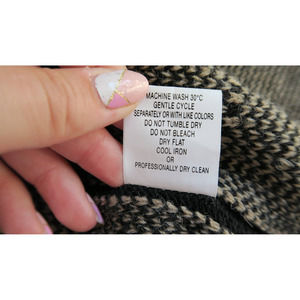 MACHINE WASH 30°C
GENTLE CYCLE
SEPARATELY OR WITH LIKE COLORS
DO NOT TUMBLE DRY
DO NOT BLEACH
DRY FLAT
COOL IRON
OR
PROFESSIONALLY DRY CLEAN